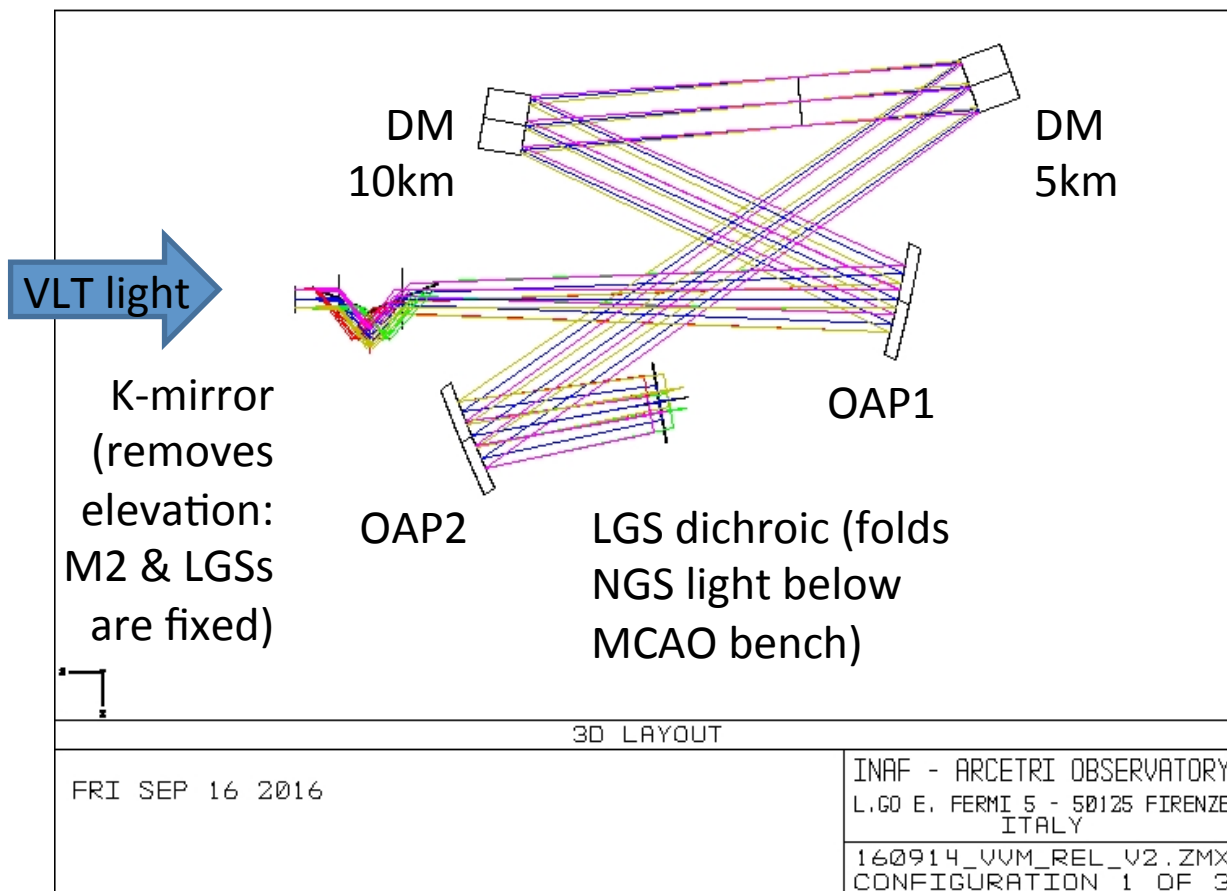 DM
10km
DM
5km
VLT light
K-mirror
(removes
elevation:
M2 & LGSs
are fixed)
OAP1
OAP2
LGS dichroic (folds
NGS light below
MCAO bench)
3D LAYOUT
FRI SEP 16 2016
INAF - ARCETRI OBSERVATORY
L.GO E. FERMI 5 - 50125 FIRENZE
ITALY
160914_VVM_REL_V2.ZMX
CONFIGURATION 1 OF 3